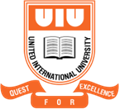 UIU
UNITED INTERNATIONAL UNIVERSITY
QUEST FOR EXCELLENCE